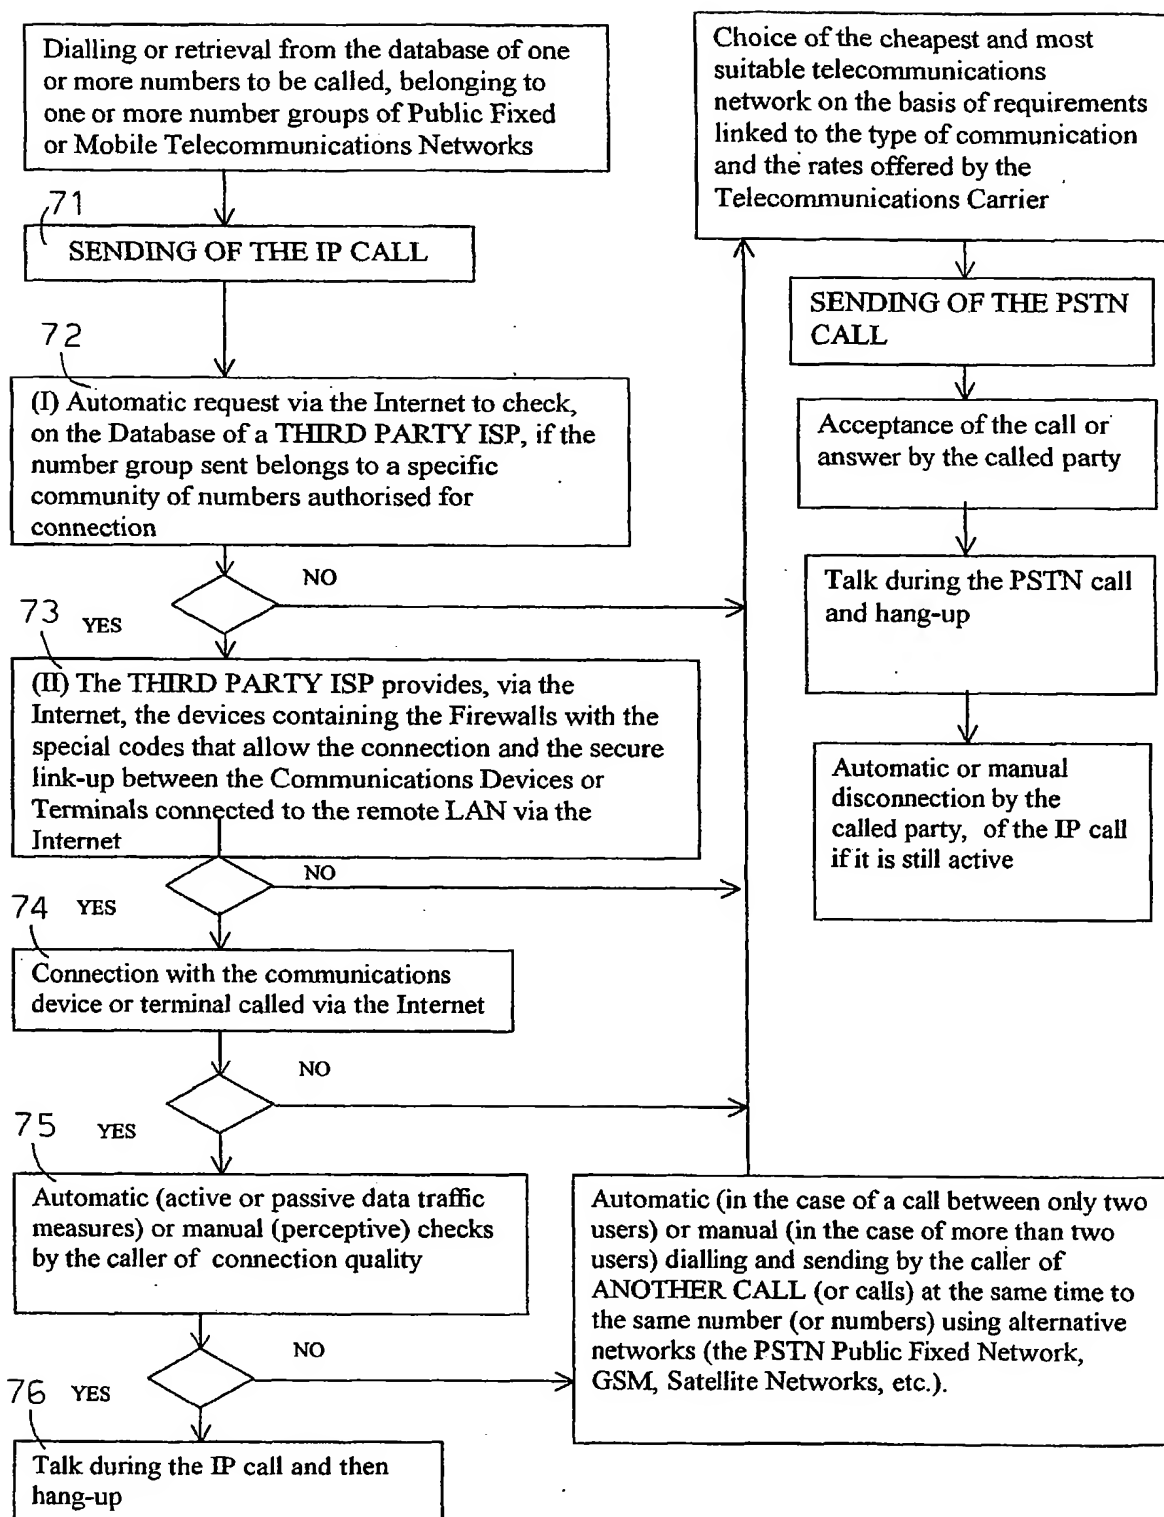 Dialling or retrieval from the database of one
or more numbers to be called, belonging to
one or more number groups of Public Fixed
or Mobile Telecommunications Networks
71
SENDING OF THE IP CALL
72
(I) Automatic request via the Internet to check,
on the Database of a THIRD PARTY ISP, if the
number group sent belongs to a specific
community of numbers authorised for
connection
NO
73
YES
(II) The THIRD PARTY ISP provides, via the
Internet, the devices containing the Firewalls with the
special codes that allow the connection and the secure
link-up between the Communications Devices or
Terminals connected to the remote LAN via the
Internet
NO
74
YES
Connection with the communications
device or terminal called via the Internet
NO
75
YES
Automatic (active or passive data traffic
measures) or manual (perceptive) checks
by the caller of connection quality
NO
76
YES
Talk during the IP call and then
hang-up
Choice of the cheapest and most
suitable telecommunications
network on the basis of requirements
linked to the type of communication
and the rates offered by the
Telecommunications Carrier
SENDING OF THE PSTN
CALL
Acceptance of the call or
answer by the called party
Talk during the PSTN call
and hang-up
Automatic or manual
disconnection by the
called party, of the IP call
if it is still active
Automatic (in the case of a call between only two
users) or manual (in the case of more than two
users) dialling and sending by the caller of
ANOTHER CALL (or calls) at the same time to
the same number (or numbers) using alternative
networks (the PSTN Public Fixed Network,
GSM, Satellite Networks, etc.).